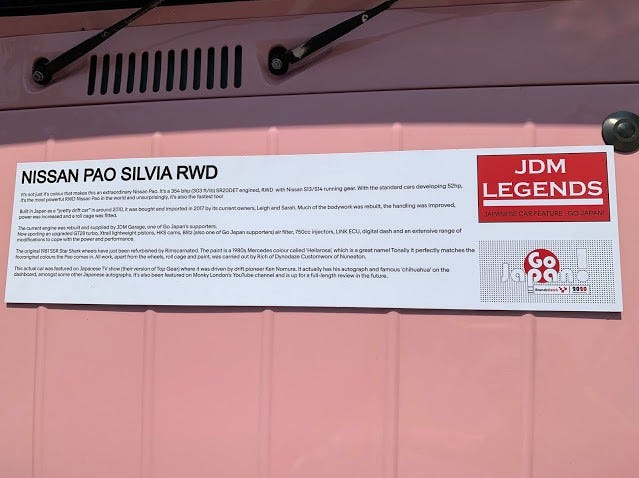 NISSAN PAO SILVIA RWD
It's not just it's colour that makes this an extraordinary Nissan Pao. It's a 354 bhp (303 ft/lb) SR20DET engined, RWD with Nissan S13/S14 running gear. With the standard cars developing 52hp,
it's the most powerful RWD Nissan Pao in the world and unsurprisingly, it's also the fastest too!
Built in Japan as a "pretty drift car" in around 2010, it was bought and imported in 2017 by its current owners, Leigh and Sarah. Much of the bodywork was rebuilt, the handling was improved,
power was increased and a roll cage was fitted.
The current engine was rebuild and supplied by JDM Garage, one of Go Japan's supporters.
Now sporting an upgraded GT28 turbo, Xtrail lightweight pistons, HKS cams, Blitz (also one of Go Japan supporters) air filter, 750cc injectors, LINK ECU, digital dash and an extensive range of
modifications to cope with the power and performance.
The original 1981 SSR Star Shark wheels have just been refurbished by Rimscarnated. The paint is a 1980s Mercedes colour called 'Hellarosa', which is a great name! Tonally it perfectly matches the
fouroriginal colours the Pao comes in. All work, apart from the wheels, roll cage and paint, was carried out by Rich of Dynodaze Customworx of Nuneaton.
This actual car was featured on Japanese TV show (their version of Top Gear) where it was driven by drift pioneer Ken Nomura. It actually has his autograph and famous 'chihuahua' on the
dashboard, amongst some other Japanese autographs. It's also been featured on Monky London's YouTube channel and is up for a full-length review in the future.
JDM
LEGENDS
JAPANESE CAR FEATURE | GO JAPAN!
Go
Japan!
BrandsHatch 2020